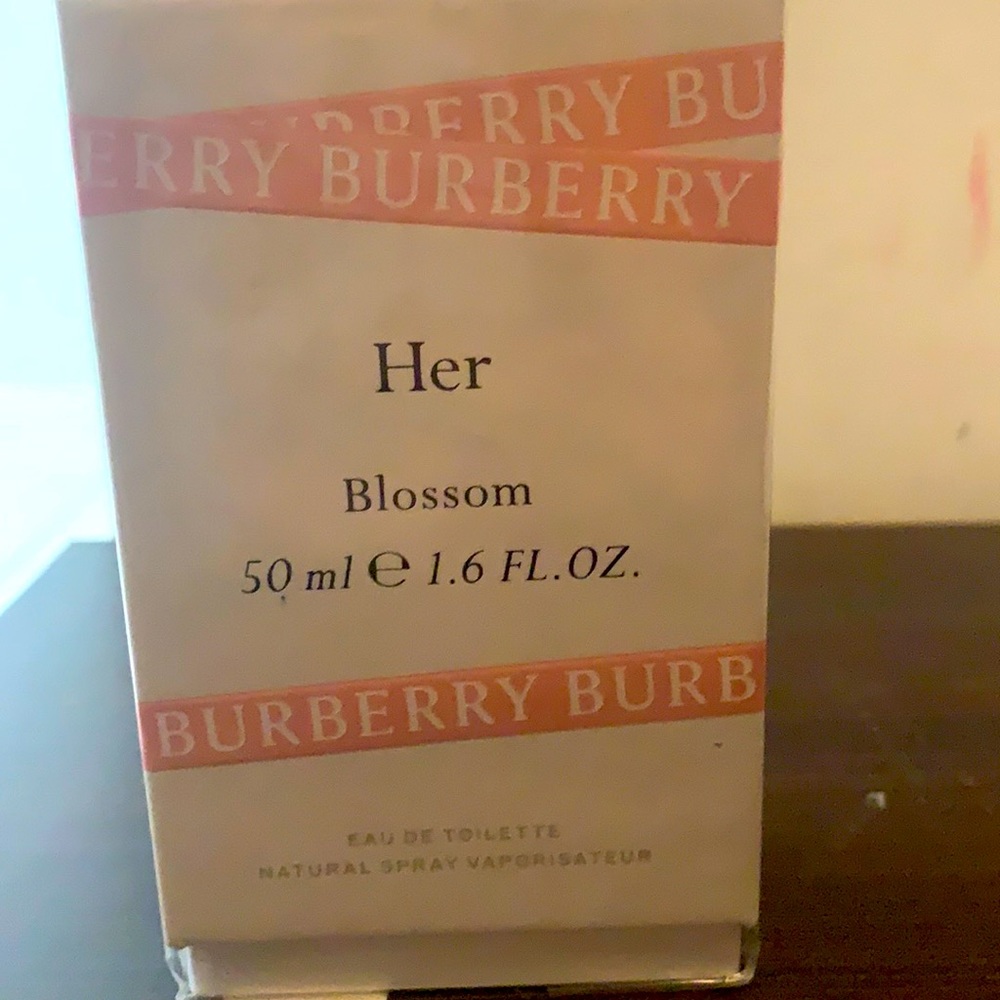 BERRY BU
ERRY BURBERRY
Her
Blossom
50 ml e 1.6 FL.OZ.
BURBERRY BURB
EAU DE TOILETTE
NATURAL SPRAY VAPORISATEUR